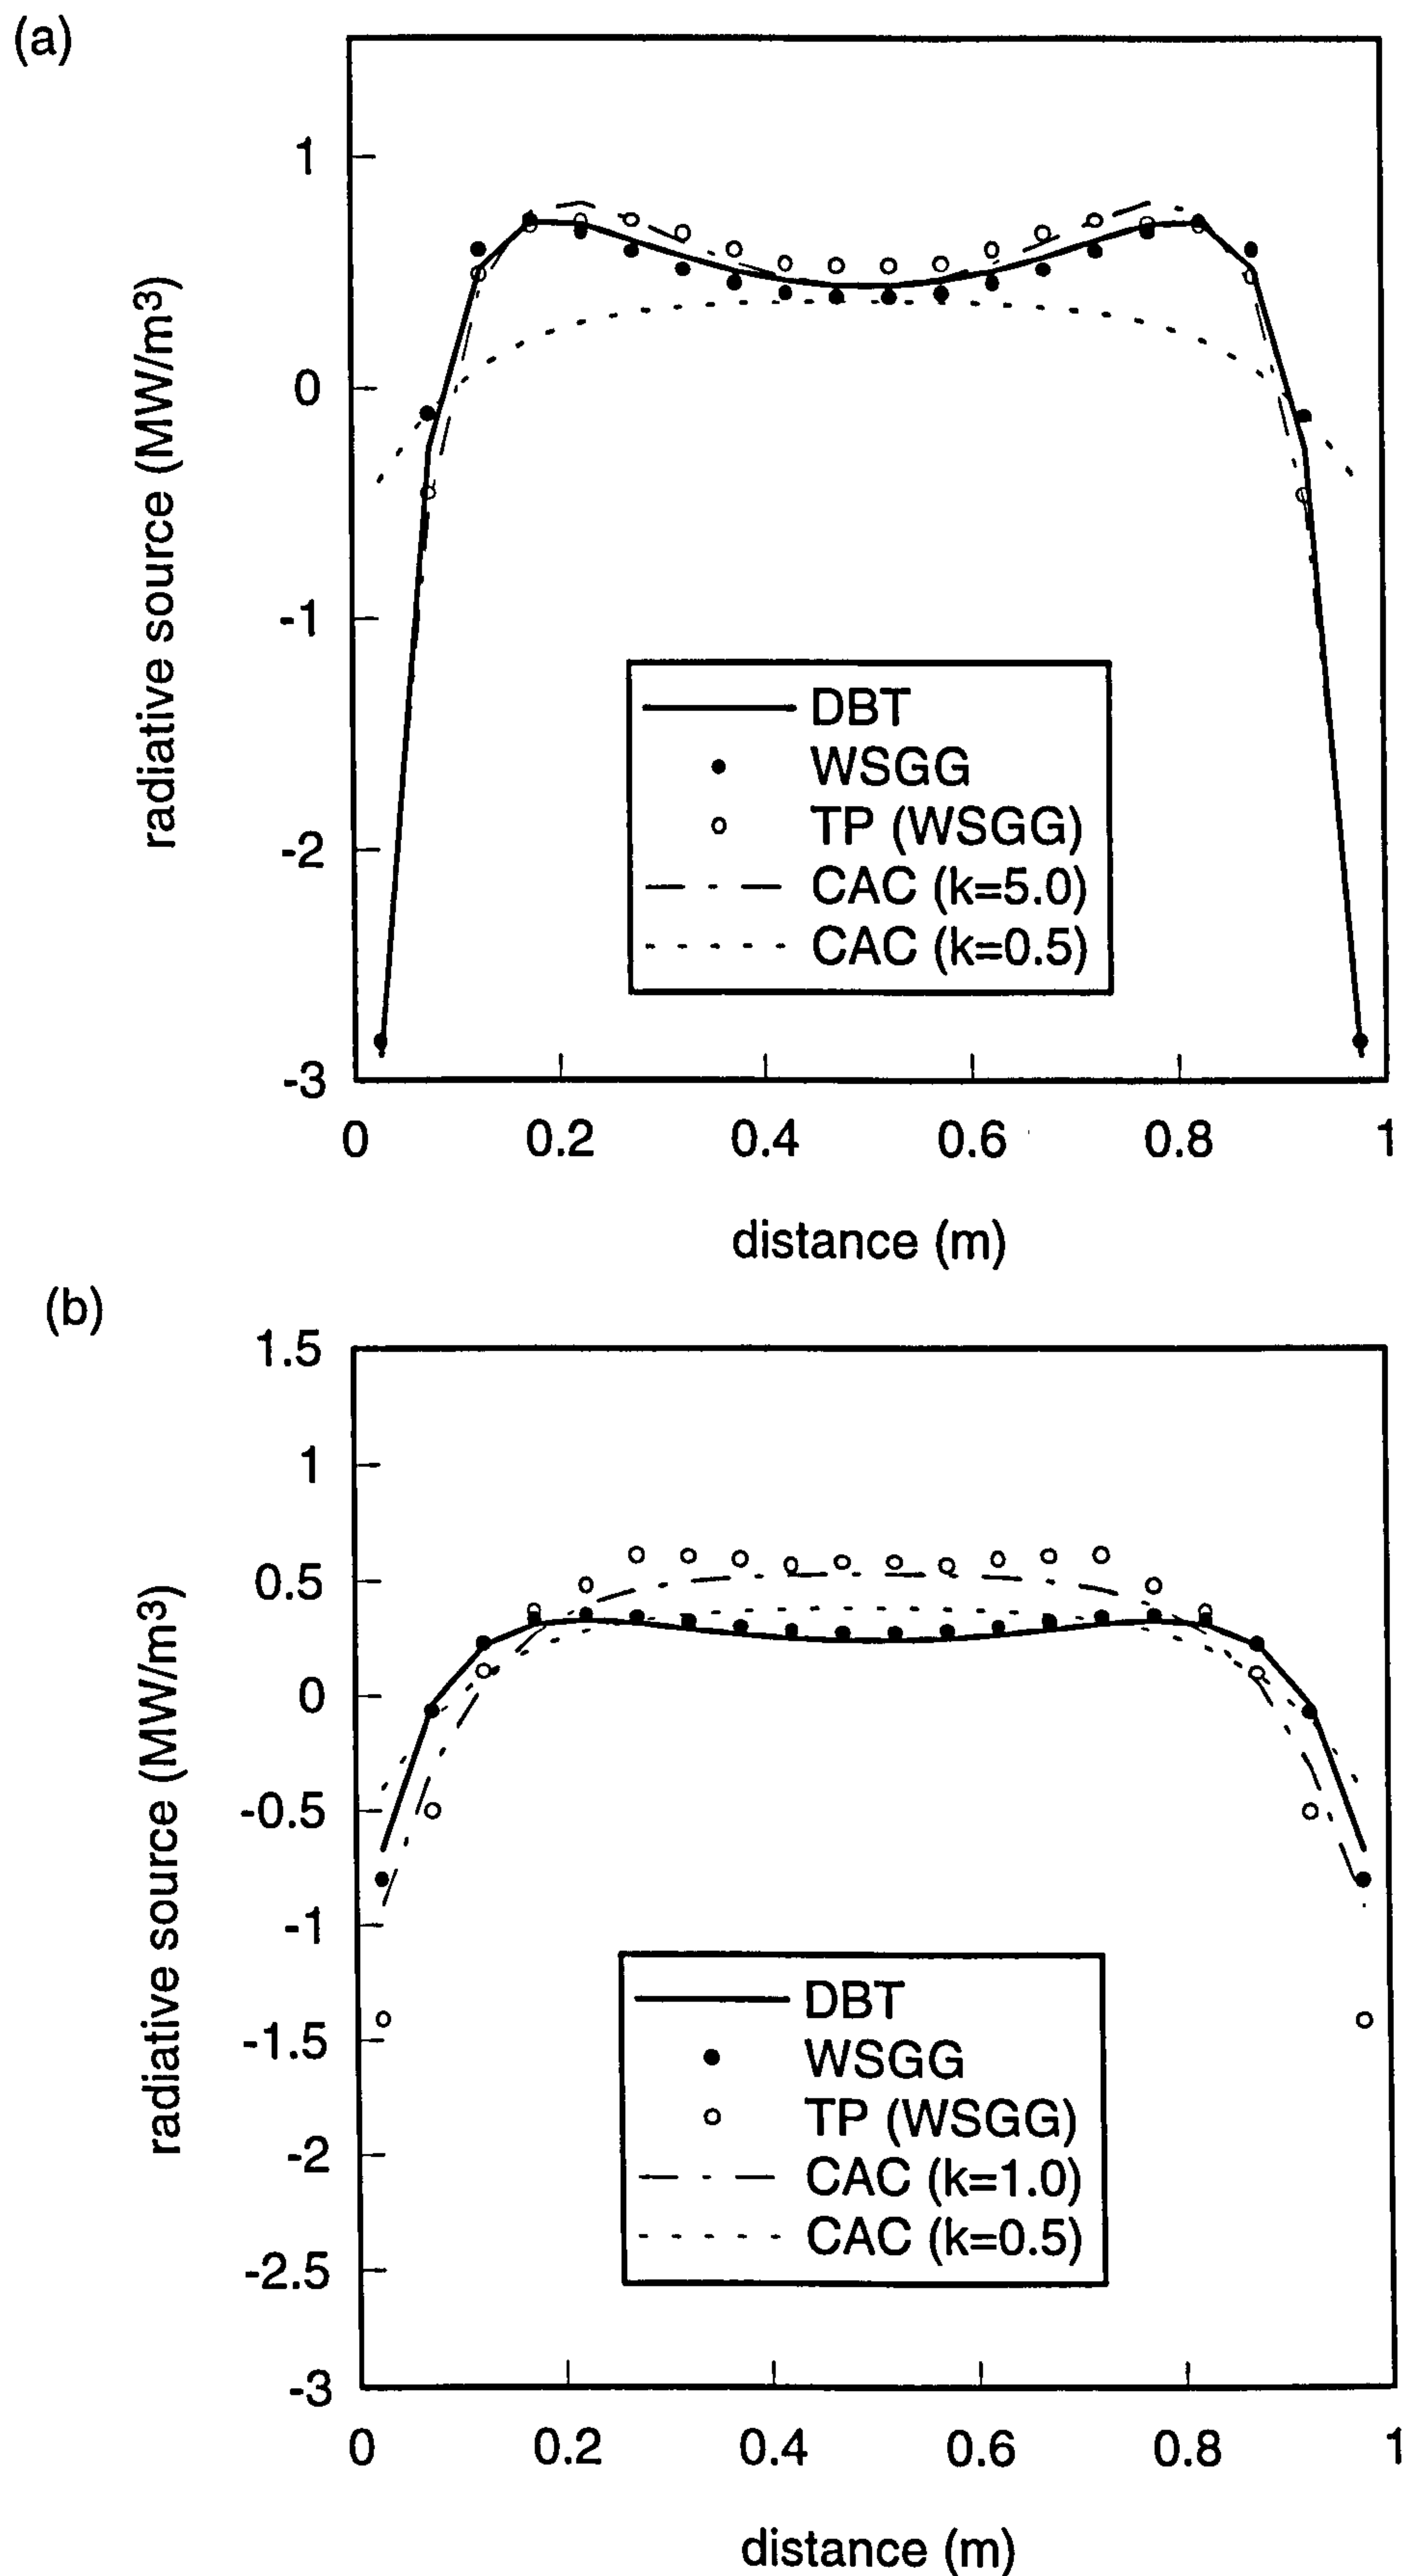 (a)
radiative source (MW/m³)
1
0
-1
-2
-3
DBT
WSGG
TP (WSGG)
CAC (k=5.0)
CAC (k=0.5)
0 0.2 0.4 0.6 0.8 1
distance (m)
(b)
radiative source (MW/m³)
1.5
1
0.5
0
-0.5
-1
-1.5
-2
-2.5
-3
DBT
WSGG
TP (WSGG)
CAC (k=1.0)
CAC (k=0.5)
0 0.2 0.4 0.6 0.8 1
distance (m)